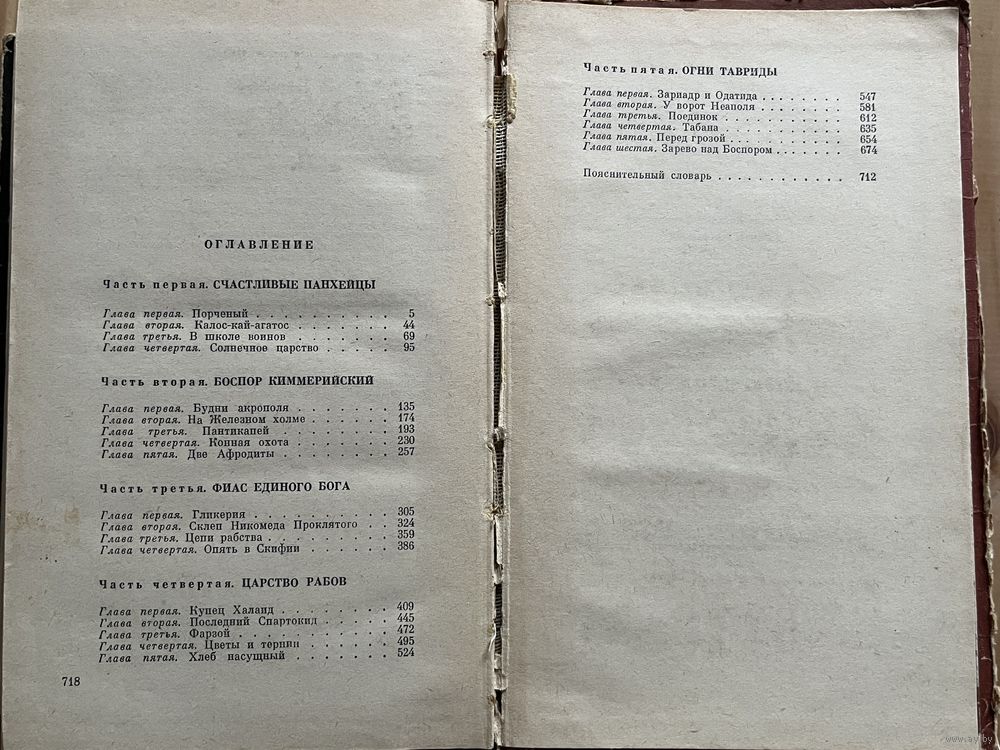 ОГЛАВЛЕНИЕ
Часть первая. СЧАСТЛИВЫЕ ПАНХЕЙЦЫ
Глава первая. Порченый . . . . . . . . . . 5
Глава вторая. Калос-кай-агатос . . . . . . . 44
Глава третья. В школе воинов . . . . . . . 69
Глава четвертая. Солнечное царство . . . . . 95
Часть вторая. БОСПОР КИММЕРИЙСКИЙ
Глава первая. Будни акрополя . . . . . . . 135
Глава вторая. На Железном холме . . . . . . 174
Глава третья. Пантикапей . . . . . . . . 193
Глава четвертая. Конная охота . . . . . . . 230
Глава пятая. Две Афродиты . . . . . . . . 257
Часть третья. ФИАС ЕДИНОГО БОГА
Глава первая. Гликерия . . . . . . . . . . 305
Глава вторая. Склеп Никомеда Проклятого . . 324
Глава третья. Цепи рабства . . . . . . . . . 359
Глава четвертая. Опять в Скифии . . . . . . 386
Часть четвертая. ЦАРСТВО РАБОВ
Глава первая. Купец Халаид . . . . . . . . 409
Глава вторая. Последний Спартокид . . . . . 445
Глава третья. Фарзой . . . . . . . . . . . 472
Глава четвертая. Цветы и тернии . . . . . . 495
Глава пятая. Хлеб насущный . . . . . . . 524
718
Часть пятая. ОГНИ ТАВРИДЫ
Глава первая. Зариадр и Одатида . . . . . . . 547
Глава вторая. У ворот Неаполя . . . . . . . 581
Глава третья. Поединок . . . . . . . . . . 612
Глава четвертая. Табана . . . . . . . . . . 635
Глава пятая. Перед грозой . . . . . . . . . 654
Глава шестая. Зарево над Боспором . . . . . . 674
Пояснительный словарь . . . . . . . . . . . . 712
www.ay.by